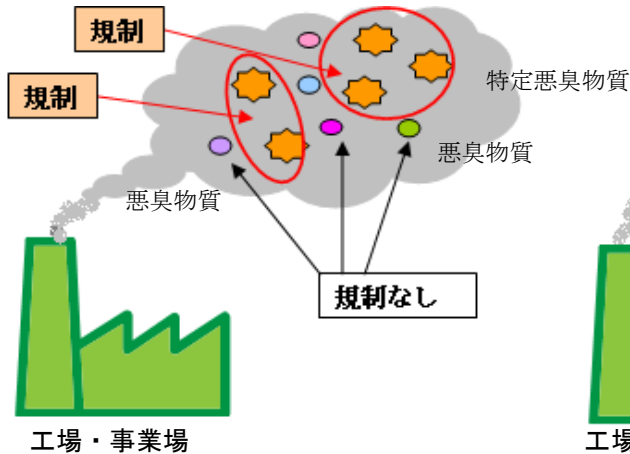 規制
規制
特定悪臭物質
悪臭物質
悪臭物質
規制なし
工場・事業場
工場